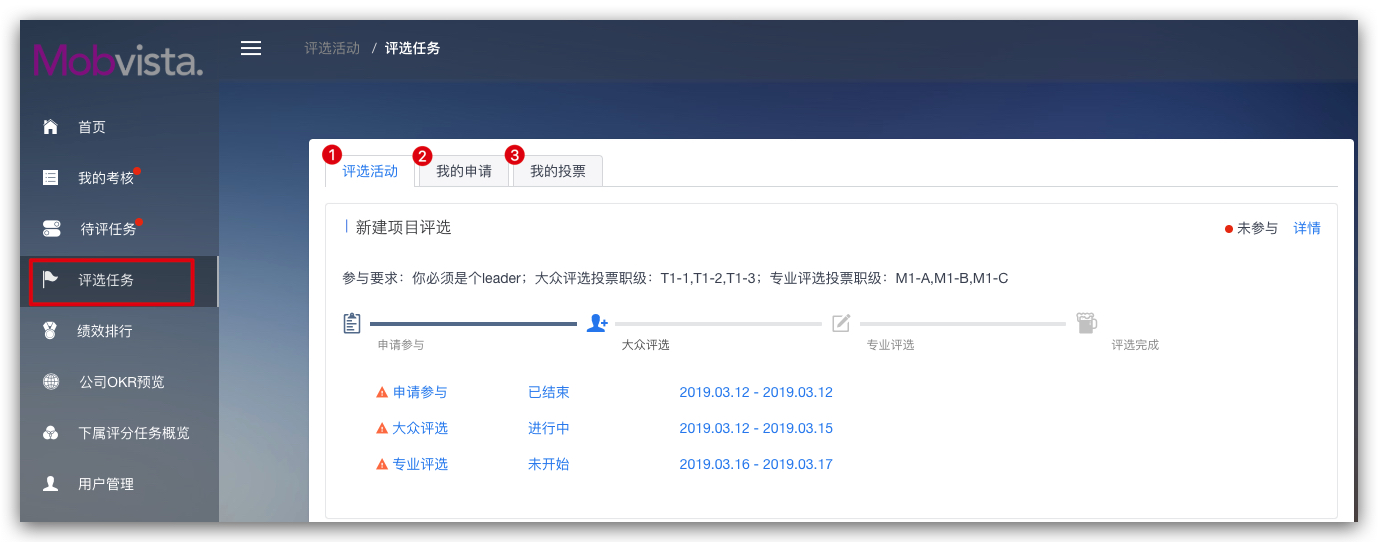 Mobvista.
评选活动 / 评选任务
首页
我的考核
待评任务
评选任务
绩效排行
公司OKR预览
下属评分任务概览
用户管理
1 评选活动 2 我的申请 3 我的投票
新建项目评选 未参与 详情
参与要求：你必须是个leader；大众评选投票职级：T1-1,T1-2,T1-3；专业评选投票职级：M1-A,M1-B,M1-C
申请参与 大众评选 专业评选 评选完成
申请参与 已结束 2019.03.12 - 2019.03.12
大众评选 进行中 2019.03.12 - 2019.03.15
专业评选 未开始 2019.03.16 - 2019.03.17